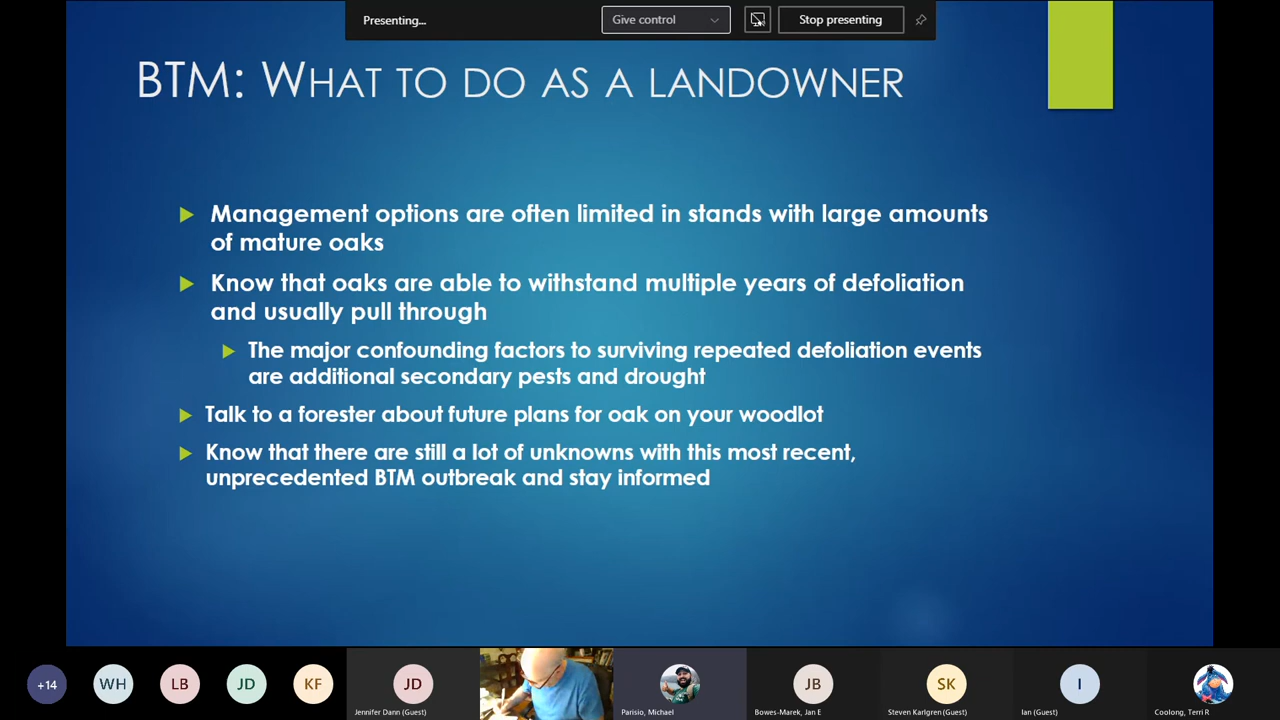 Presenting...
Give control
Stop presenting
BTM: WHAT TO DO AS A LANDOWNER
Management options are often limited in stands with large amounts
of mature oaks
Know that oaks are able to withstand multiple years of defoliation
and usually pull through
The major confounding factors to surviving repeated defoliation events
are additional secondary pests and drought
Talk to a forester about future plans for oak on your woodlot
Know that there are still a lot of unknowns with this most recent,
unprecedented BTM outbreak and stay informed
+14
WH
LB
JD
KF
JD
JB
SK
I
Jennifer Dann (Guest)
Parisio, Michael
Bowes-Marek, Jan E
Steven Karlgren (Guest)
Ian (Guest)
Coolong, Terri R